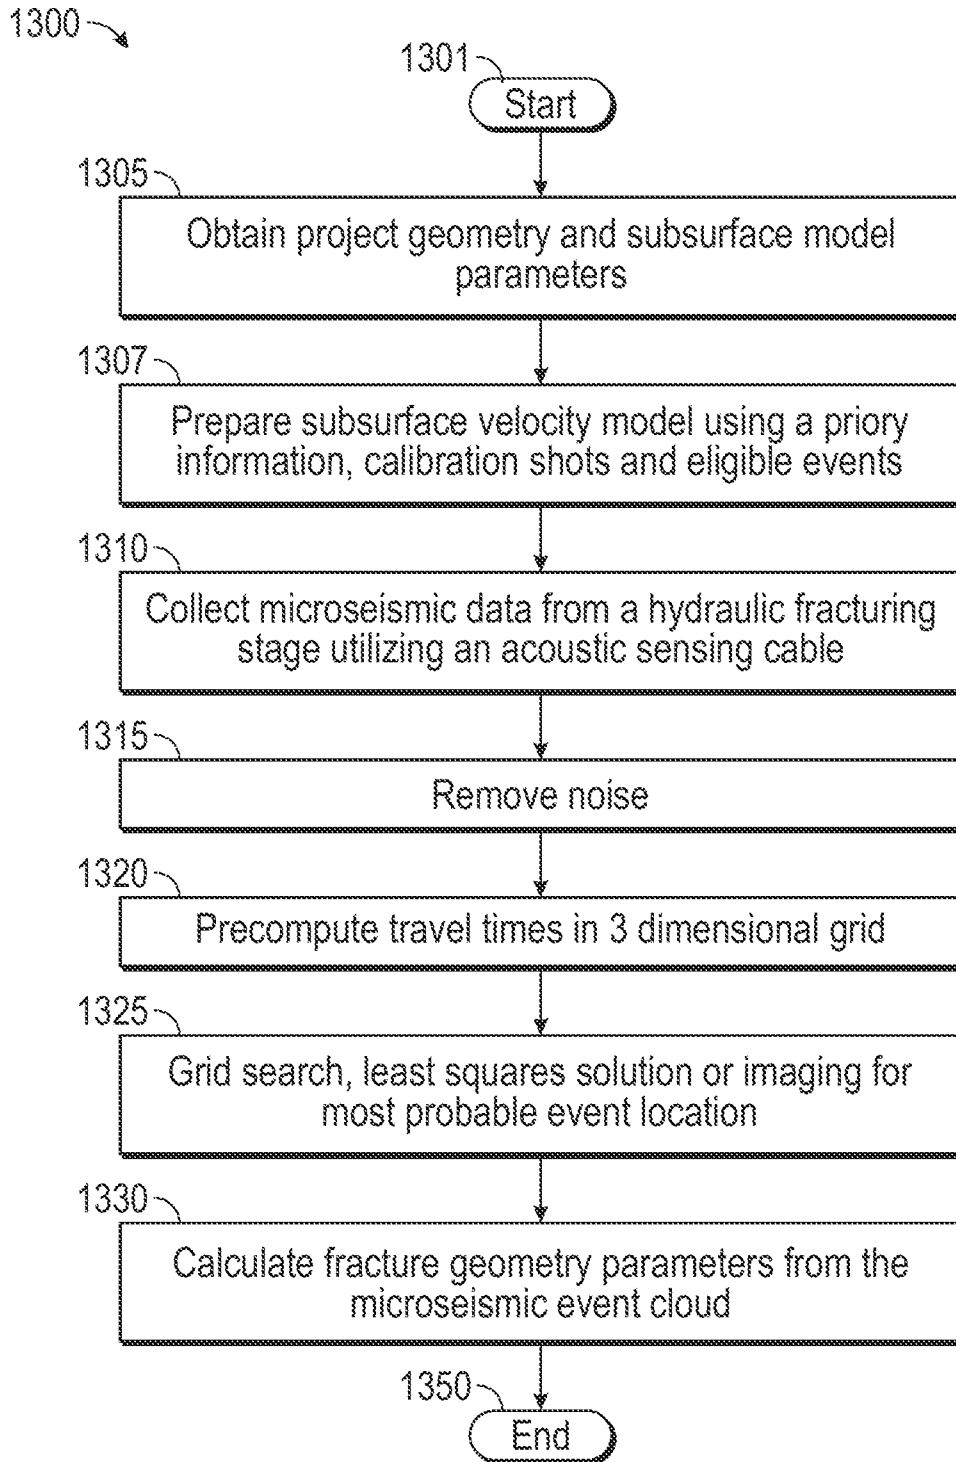 1300
1301
Start
1305
Obtain project geometry and subsurface model
parameters
1307
Prepare subsurface velocity model using a priory
information, calibration shots and eligible events
1310
Collect microseismic data from a hydraulic fracturing
stage utilizing an acoustic sensing cable
1315
Remove noise
1320
Precompute travel times in 3 dimensional grid
1325
Grid search, least squares solution or imaging for
most probable event location
1330
Calculate fracture geometry parameters from the
microseismic event cloud
1350
End